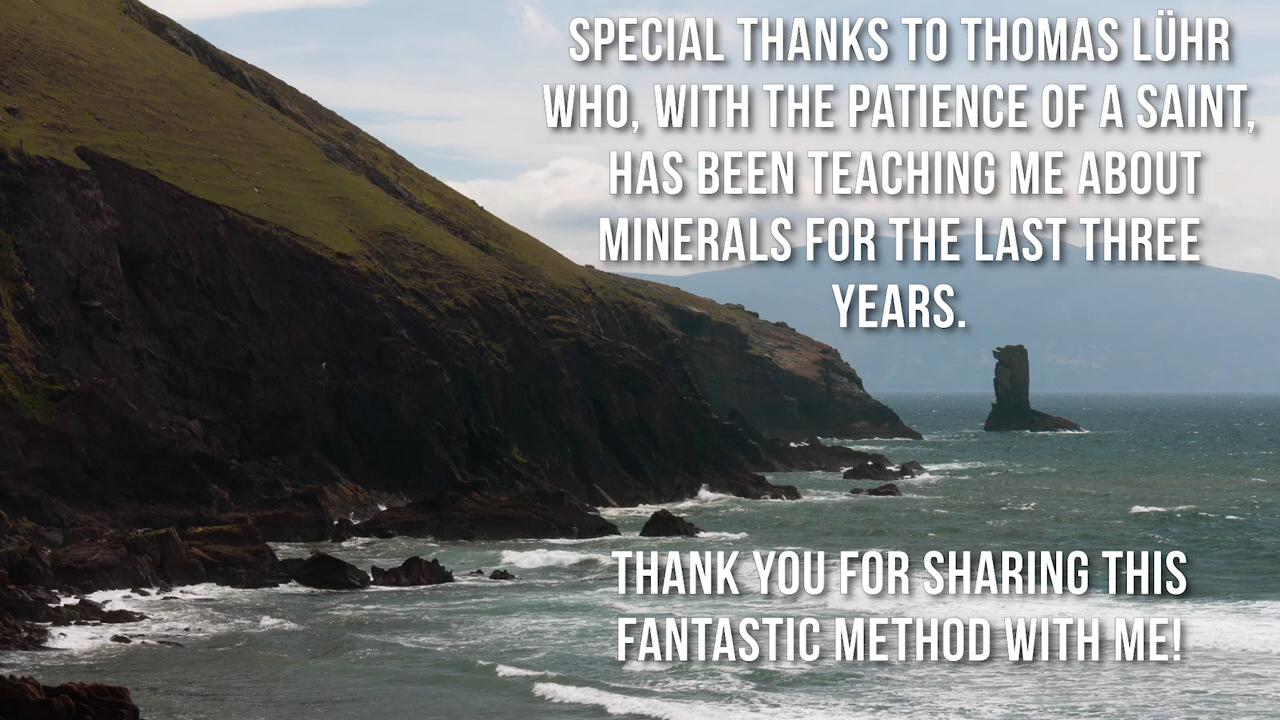 SPECIAL THANKS TO THOMAS LÜHR
WHO, WITH THE PATIENCE OF A SAINT,
HAS BEEN TEACHING ME ABOUT
MINERALS FOR THE LAST THREE
YEARS.
THANK YOU FOR SHARING THIS
FANTASTIC METHOD WITH ME!